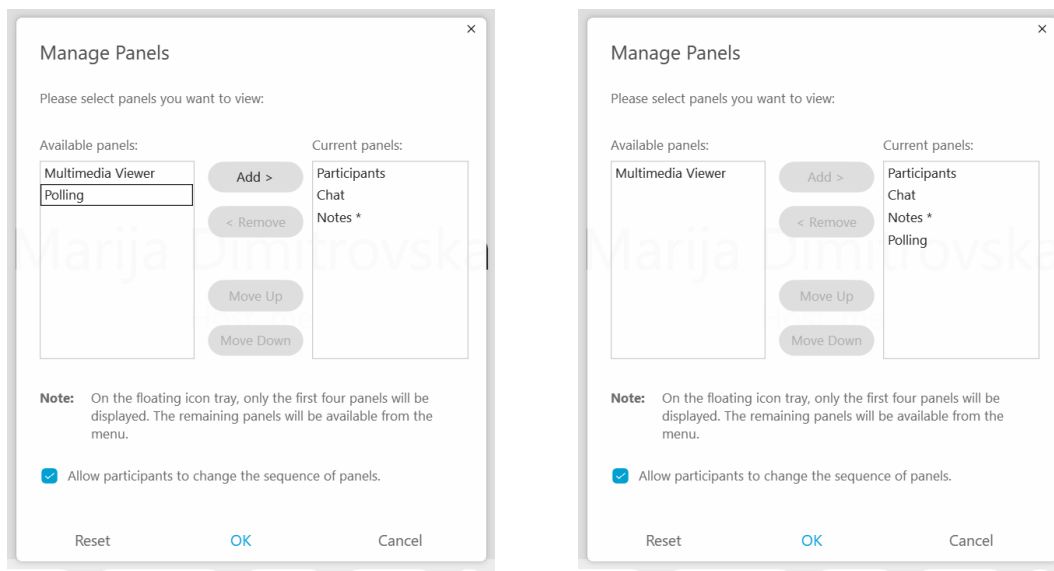 ×
Manage Panels
Please select panels you want to view:
Available panels:
Multimedia Viewer
Polling
Add >
< Remove
Move Up
Move Down
Current panels:
Participants
Chat
Notes *
Marija Dimitrovska
Note: On the floating icon tray, only the first four panels will be
displayed. The remaining panels will be available from the
menu.
Allow participants to change the sequence of panels.
Reset OK Cancel
×
Manage Panels
Please select panels you want to view:
Available panels:
Multimedia Viewer
Add >
< Remove
Move Up
Move Down
Current panels:
Participants
Chat
Notes *
Polling
Marija Dimitrovska
Note: On the floating icon tray, only the first four panels will be
displayed. The remaining panels will be available from the
menu.
Allow participants to change the sequence of panels.
Reset OK Cancel